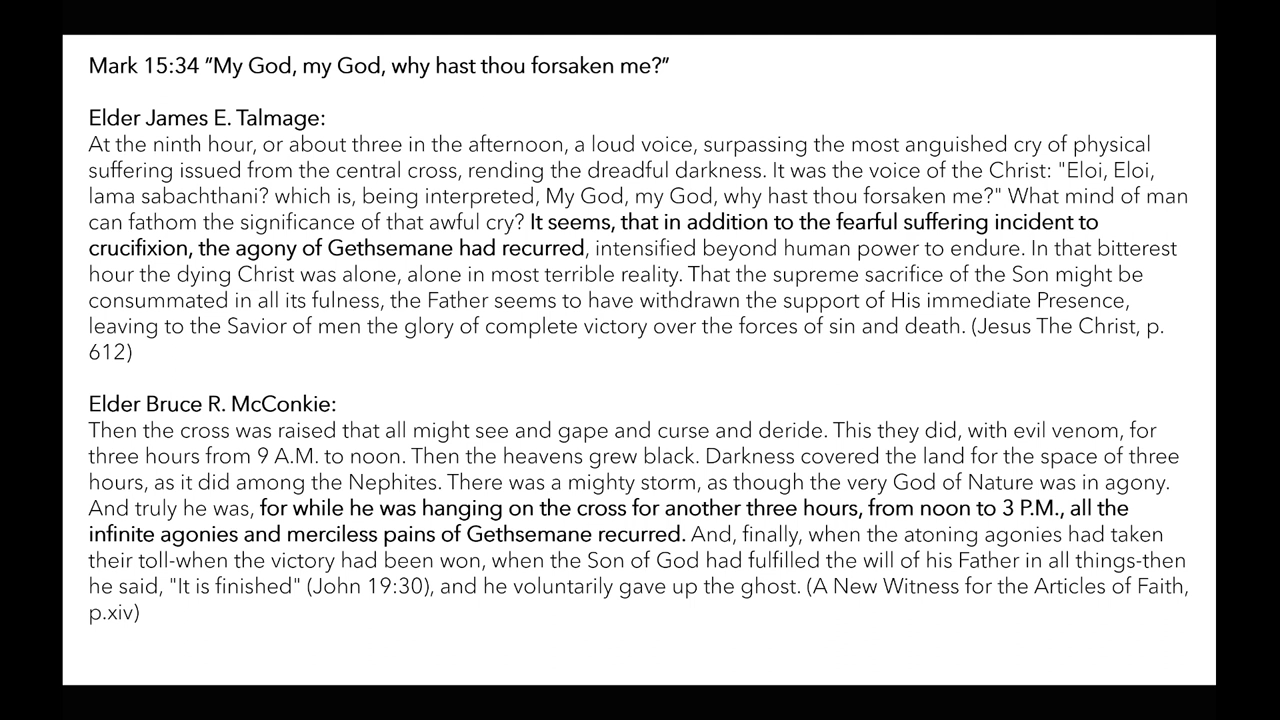 Mark 15:34 “My God, my God, why hast thou forsaken me?”
Elder James E. Talmage:
At the ninth hour, or about three in the afternoon, a loud voice, surpassing the most anguished cry of physical
suffering issued from the central cross, rending the dreadful darkness. It was the voice of the Christ: "Eloi, Eloi,
lama sabachthani? which is, being interpreted, My God, my God, why hast thou forsaken me?" What mind of man
can fathom the significance of that awful cry? It seems, that in addition to the fearful suffering incident to
crucifixion, the agony of Gethsemane had recurred, intensified beyond human power to endure. In that bitterest
hour the dying Christ was alone, alone in most terrible reality. That the supreme sacrifice of the Son might be
consummated in all its fulness, the Father seems to have withdrawn the support of His immediate Presence,
leaving to the Savior of men the glory of complete victory over the forces of sin and death. (Jesus The Christ, p.
612)
Elder Bruce R. McConkie:
Then the cross was raised that all might see and gape and curse and deride. This they did, with evil venom, for
three hours from 9 A.M. to noon. Then the heavens grew black. Darkness covered the land for the space of three
hours, as it did among the Nephites. There was a mighty storm, as though the very God of Nature was in agony.
And truly he was, for while he was hanging on the cross for another three hours, from noon to 3 P.M., all the
infinite agonies and merciless pains of Gethsemane recurred. And, finally, when the atoning agonies had taken
their toll-when the victory had been won, when the Son of God had fulfilled the will of his Father in all things-then
he said, "It is finished" (John 19:30), and he voluntarily gave up the ghost. (A New Witness for the Articles of Faith,
p.xiv)